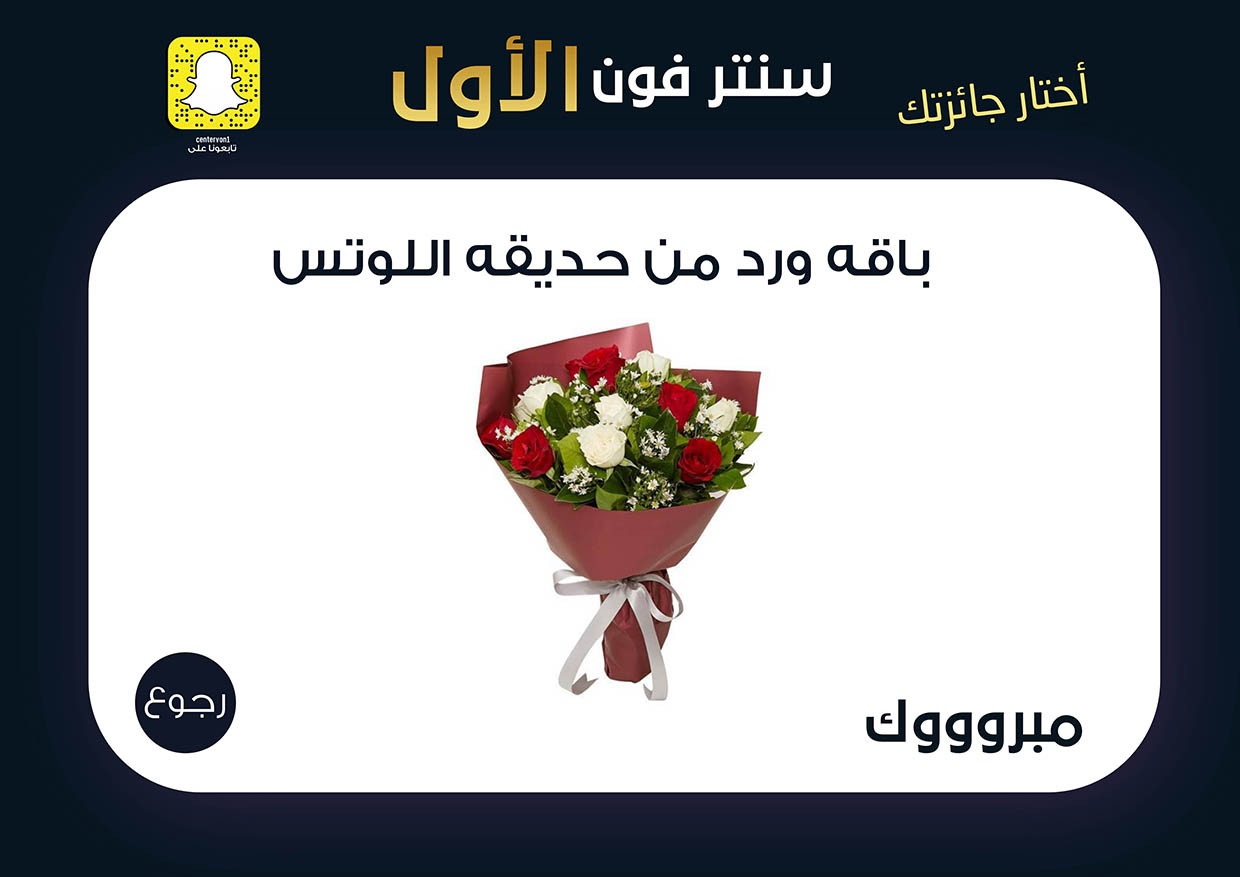 أختار جائزتك
سنتر فون الأول
centervon1
تابعونا على
باقه ورد من حديقه اللوتس
مبروووك
رجوع